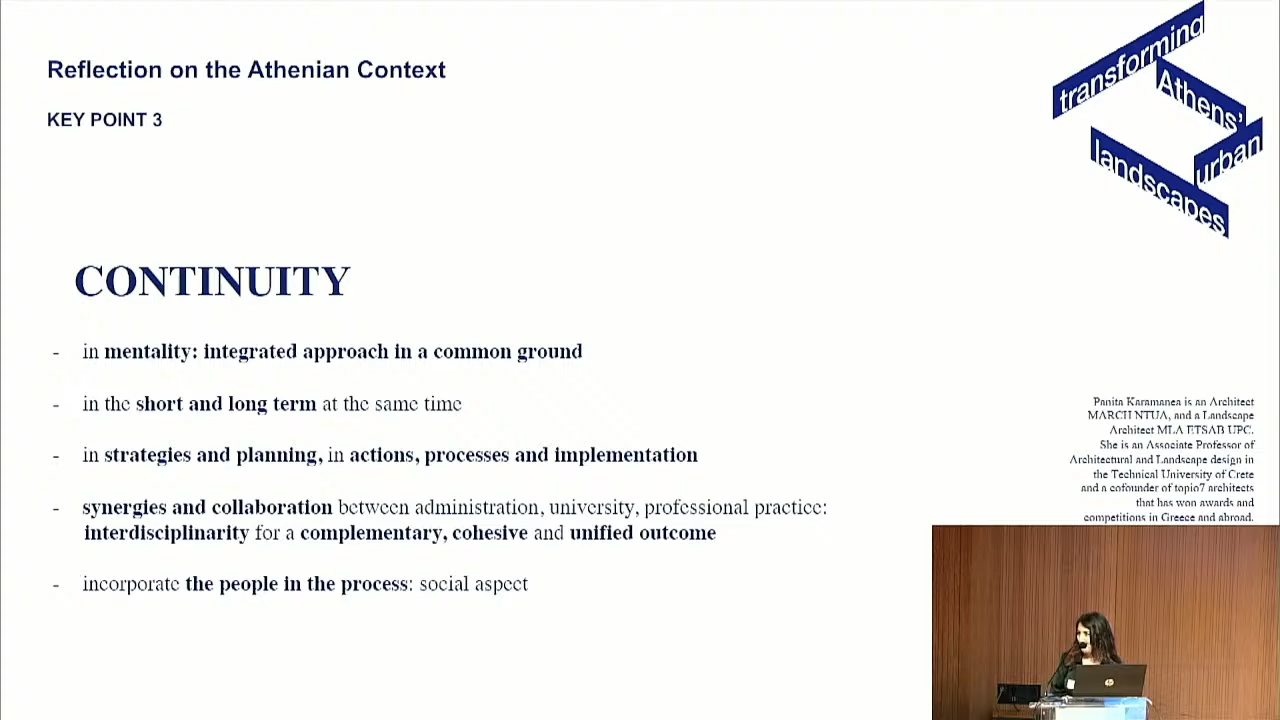 Reflection on the Athenian Context
KEY POINT 3
transforming
Athens'
urban
landscapes
CONTINUITY
- in mentality: integrated approach in a common ground
- in the short and long term at the same time
- in strategies and planning, in actions, processes and implementation
- synergies and collaboration between administration, university, professional practice:
interdisciplinarity for a complementary, cohesive and unified outcome
- incorporate the people in the process: social aspect
Panita Karamanea is an Architect
MARCH NTUA, and a Landscape
Architect MLA ETSAB UPC.
She is an Associate Professor of
Architectural and Landscape design in
the Technical University of Crete
and a cofounder of topio7 architects
that has won awards and
competitions in Greece and abroad.
hp